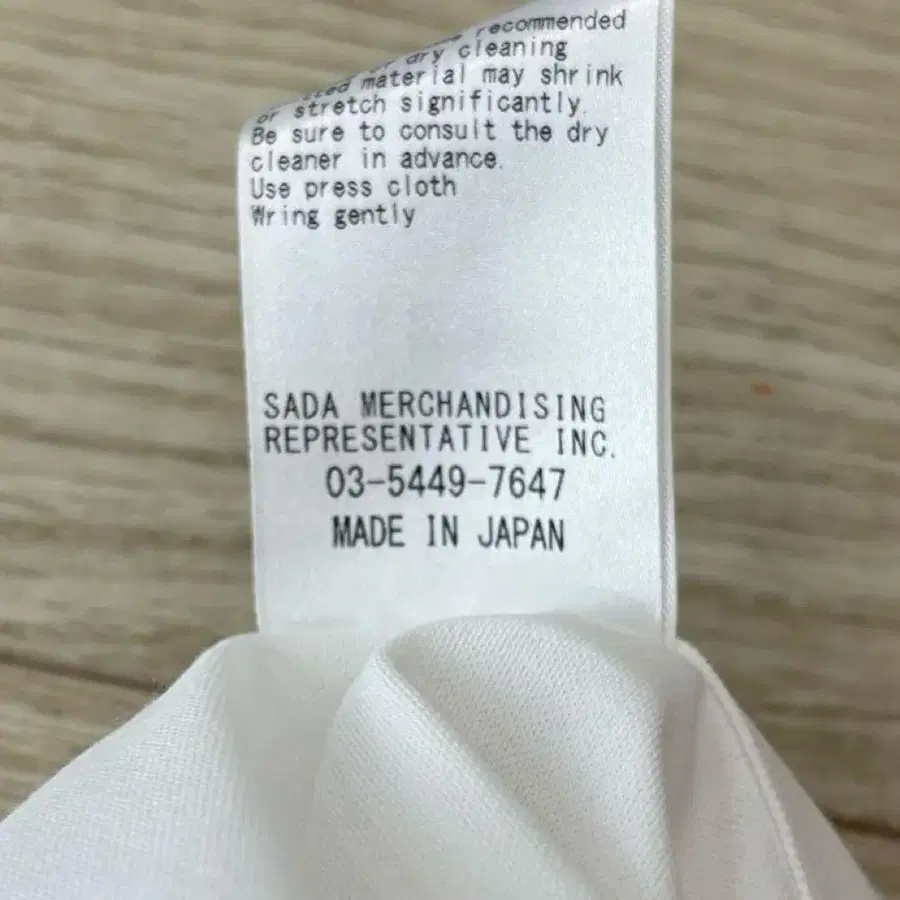 recommended
dry cleaning
material may shrink
or stretch significantly.
Be sure to consult the dry
cleaner in advance.
Use press cloth
Wring gently
SADA MERCHANDISING
REPRESENTATIVE INC.
03-5449-7647
MADE IN JAPAN